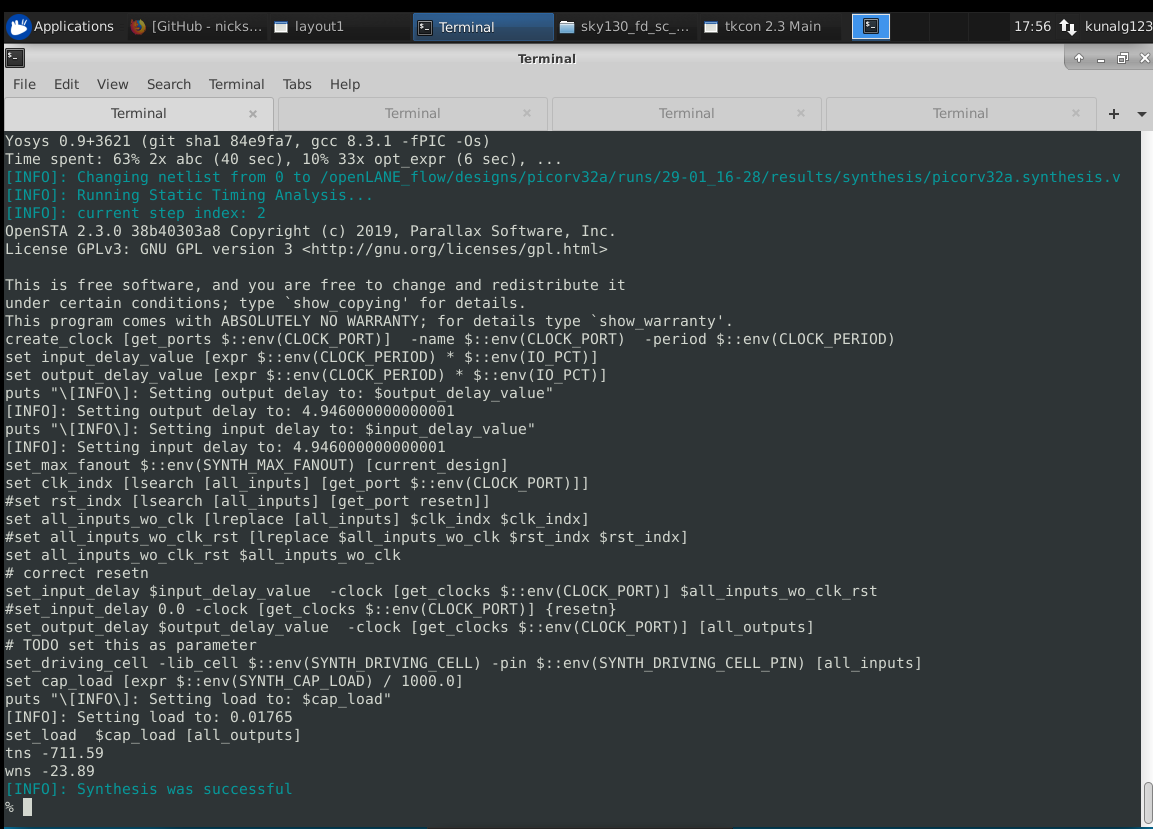 Applications
[GitHub - nicks...
layout1
Terminal
sky130_fd_sc_...
tkcon 2.3 Main
17:56
kunalg123
Terminal
File Edit View Search Terminal Tabs Help
Terminal
Terminal
Terminal
Terminal
Yosys 0.9+3621 (git sha1 84e9fa7, gcc 8.3.1 -fPIC -Os)
Time spent: 63% 2x abc (40 sec), 10% 33x opt_expr (6 sec), ...
[INFO]: Changing netlist from 0 to /openLANE_flow/designs/picorv32a/runs/29-01_16-28/results/synthesis/picorv32a.synthesis.v
[INFO]: Running Static Timing Analysis...
[INFO]: current step index: 2
OpenSTA 2.3.0 38b40303a8 Copyright (c) 2019, Parallax Software, Inc.
License GPLv3: GNU GPL version 3 <http://gnu.org/licenses/gpl.html>

This is free software, and you are free to change and redistribute it
under certain conditions; type `show_copying' for details.
This program comes with ABSOLUTELY NO WARRANTY; for details type `show_warranty'.
create_clock [get_ports $::env(CLOCK_PORT)]  -name $::env(CLOCK_PORT)  -period $::env(CLOCK_PERIOD)
set input_delay_value [expr $::env(CLOCK_PERIOD) * $::env(IO_PCT)]
set output_delay_value [expr $::env(CLOCK_PERIOD) * $::env(IO_PCT)]
puts "\[INFO\]: Setting output delay to: $output_delay_value"
[INFO]: Setting output delay to: 4.946000000000001
puts "\[INFO\]: Setting input delay to: $input_delay_value"
[INFO]: Setting input delay to: 4.946000000000001
set_max_fanout $::env(SYNTH_MAX_FANOUT) [current_design]
set clk_indx [lsearch [all_inputs] [get_port $::env(CLOCK_PORT)]]
#set rst_indx [lsearch [all_inputs] [get_port resetn]]
set all_inputs_wo_clk [lreplace [all_inputs] $clk_indx $clk_indx]
#set all_inputs_wo_clk_rst [lreplace $all_inputs_wo_clk $rst_indx $rst_indx]
set all_inputs_wo_clk_rst $all_inputs_wo_clk
# correct resetn
set_input_delay $input_delay_value  -clock [get_clocks $::env(CLOCK_PORT)] $all_inputs_wo_clk_rst
#set_input_delay 0.0 -clock [get_clocks $::env(CLOCK_PORT)] {resetn}
set_output_delay $output_delay_value  -clock [get_clocks $::env(CLOCK_PORT)] [all_outputs]
# TODO set this as parameter
set_driving_cell -lib_cell $::env(SYNTH_DRIVING_CELL) -pin $::env(SYNTH_DRIVING_CELL_PIN) [all_inputs]
set cap_load [expr $::env(SYNTH_CAP_LOAD) / 1000.0]
puts "\[INFO\]: Setting load to: $cap_load"
[INFO]: Setting load to: 0.01765
set_load  $cap_load [all_outputs]
tns -711.59
wns -23.89
[INFO]: Synthesis was successful
%